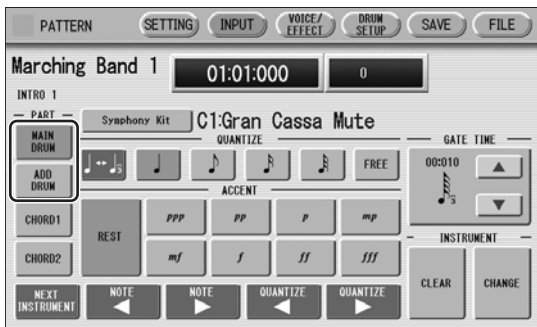 PATTERN
SETTING
INPUT
VOICE/
EFFECT
DRUM
SETUP
SAVE
FILE
Marching Band 1
01:01:000
0
INTRO 1
PART
Symphony Kit
C1:Gran Cassa Mute
QUANTIZE
GATE TIME
MAIN
DRUM
FREE
00:010
3
3
ADD
DRUM
ACCENT
CHORD1
REST
ppp
pp
p
mp
INSTRUMENT
CHORD2
mf
f
ff
fff
CLEAR
CHANGE
NEXT
INSTRUMENT
NOTE
NOTE
QUANTIZE
QUANTIZE